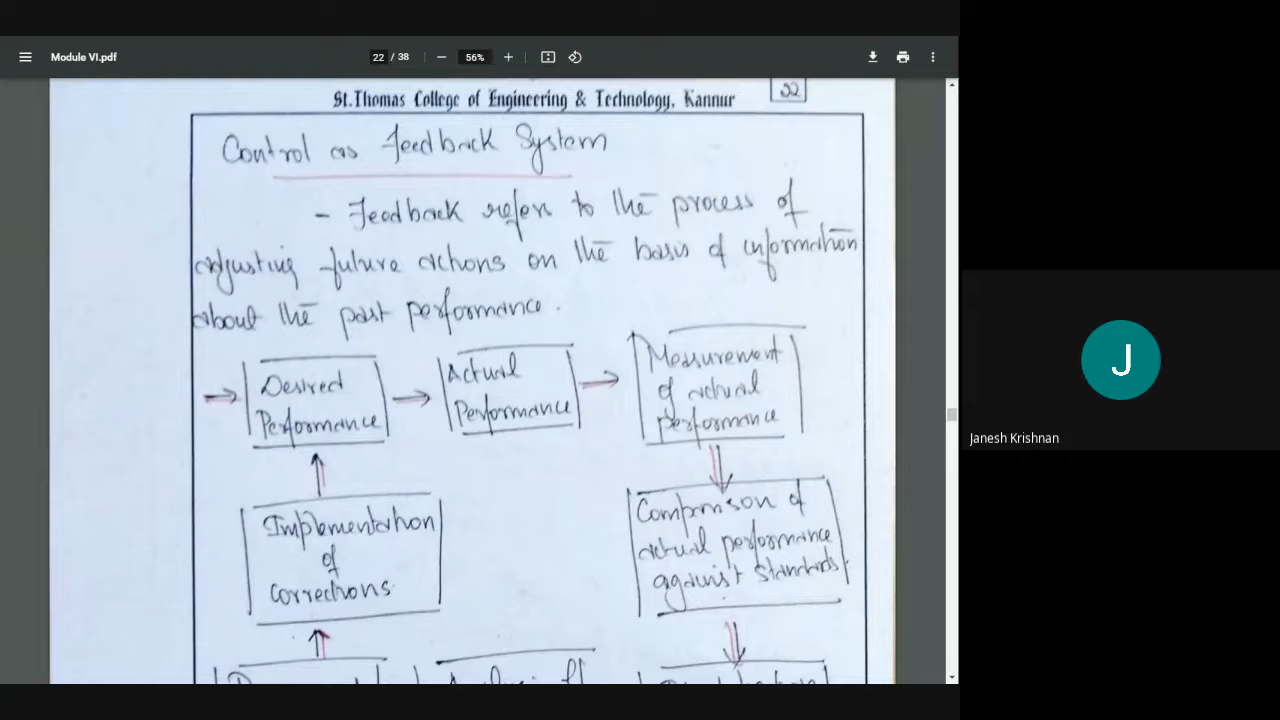 Module VI.pdf
22 / 38
56%
St.Thomas College of Engineering & Technology, Kannur
22
Control as Feedback System
- Feedback refers to the process of
adjusting future actions on the basis of information
about the past performance.
Desired
Performance
Actual
Performance
Measurement
of actual
performance
Implementation
of
corrections
Comparison of
actual performance
against standards
J
Janesh Krishnan